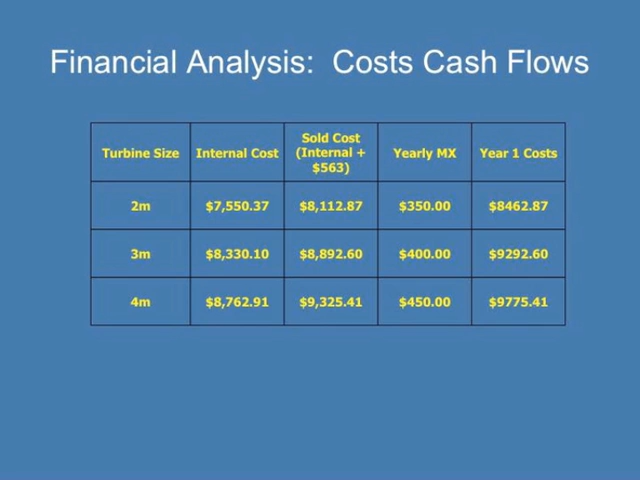 Financial Analysis:  Costs Cash Flows
Turbine Size Internal Cost Sold Cost (Internal + $563) Yearly MX Year 1 Costs
2m $7,550.37 $8,112.87 $350.00 $8462.87
3m $8,330.10 $8,892.60 $400.00 $9292.60
4m $8,762.91 $9,325.41 $450.00 $9775.41